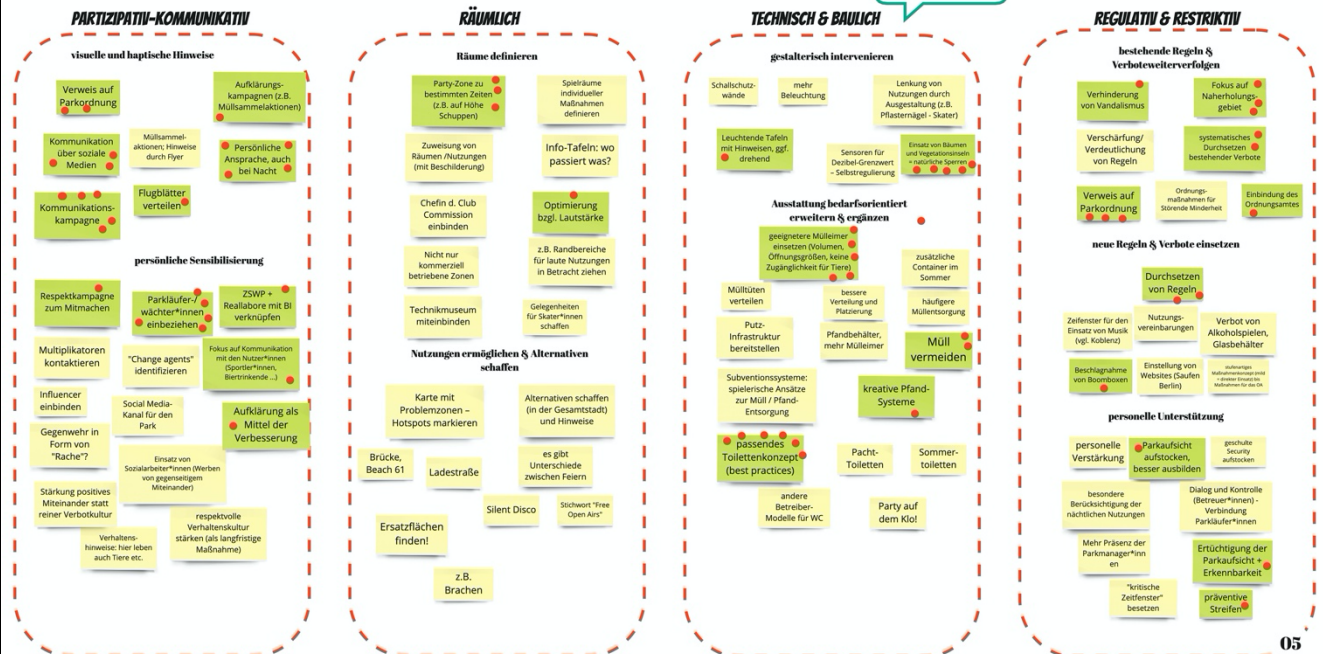 PARTIZIPATIV-KOMMUNIKATIV
visuelle und haptische Hinweise
Verweis auf
Parkordnung
Aufklärungs-
kampagnen (z.B.
Müllsammelaktionen)
Kommunikation
über soziale
Medien
Müllsammel-
aktionen; Hinweise
durch Flyer
Persönliche
Ansprache, auch
bei Nacht
Kommunikations-
kampagne
Flugblätter
verteilen
persönliche Sensibilisierung
Respektkampagne
zum Mitmachen
Parkläufer-/
wächter*innen
einbeziehen
ZSWP +
Reallabore mit BI
verknüpfen
Multiplikatoren
kontaktieren
"Change agents"
identifizieren
Fokus auf Kommunikation
mit den Nutzer*innen
(Sportler*innen,
Biertrinkende ...)
Influencer
einbinden
Social Media-
Kanal für den
Park
Aufklärung als
Mittel der
Verbesserung
Gegenwehr in
Form von
"Rache"?
Einsatz von
Sozialarbeiter*innen (Werben
von gegenseitigem
Miteinander)
Stärkung positives
Miteinander statt
reiner Verbotkultur
Verhaltens-
hinweise: hier leben
auch Tiere etc.
respektvolle
Verhaltenskultur
stärken (als langfristige
Maßnahme)
RÄUMLICH
Räume definieren
Party-Zone zu
bestimmten Zeiten
(z.B. auf Höhe
Schuppen)
Spielräume
individueller
Maßnahmen
definieren
Zuweisung von
Räumen /Nutzungen
(mit Beschilderung)
Info-Tafeln: wo
passiert was?
Chefin d. Club
Commission
einbinden
Optimierung
bzgl. Lautstärke
Nicht nur
kommerziell
betriebene Zonen
z.B. Randbereiche
für laute Nutzungen
in Betracht ziehen
Technikmuseum
miteinbinden
Gelegenheiten
für Skater*innen
schaffen
Nutzungen ermöglichen & Alternativen
schaffen
Karte mit
Problemzonen –
Hotspots markieren
Alternativen schaffen
(in der Gesamtstadt)
und Hinweise
Brücke,
Beach 61
Ladestraße
es gibt
Unterschiede
zwischen Feiern
Silent Disco
Stichwort "Free
Open Airs"
Ersatzflächen
finden!
z.B.
Brachen
TECHNISCH & BAULICH
gestalterisch intervenieren
Schallschutz-
wände
mehr
Beleuchtung
Lenkung von
Nutzungen durch
Ausgestaltung (z.B.
Pflasternägel - Skater)
Leuchtende Tafeln
mit Hinweisen, ggf.
drehend
Sensoren für
Dezibel-Grenzwert
– Selbstregulierung
Einsatz von Bäumen
und Vegetationsinseln
= natürliche Sperren
Ausstattung bedarfsorientiert
erweitern & ergänzen
geeignetere Mülleimer
einsetzen (Volumen,
Öffnungsgrößen, keine
Zugänglichkeit für Tiere)
zusätzliche
Container im
Sommer
Mülltüten
verteilen
bessere
Verteilung und
Platzierung
häufigere
Müllentsorgung
Putz-
Infrastruktur
bereitstellen
Pfandbehälter,
mehr Mülleimer
Müll
vermeiden
Subventionssysteme:
spielerische Ansätze
zur Müll / Pfand-
Entsorgung
kreative Pfand-
Systeme
passendes
Toilettenkonzept
(best practices)
Pacht-
Toiletten
Sommer-
toiletten
andere
Betreiber-
Modelle für WC
Party auf
dem Klo!
REGULATIV & RESTRIKTIV
bestehende Regeln &
Verboteweiterverfolgen
Verhinderung
von Vandalismus
Fokus auf
Naherholungs-
gebiet
Verschärfung/
Verdeutlichung
von Regeln
systematisches
Durchsetzen
bestehender Verbote
Verweis auf
Parkordnung
Ordnungs-
maßnahmen für
Störende Minderheit
Einbindung des
Ordnungsamtes
neue Regeln & Verbote einsetzen
Durchsetzen
von Regeln
Zeifenster für den
Einsatz von Musik
(vgl. Koblenz)
Nutzungs-
vereinbarungen
Verbot von
Alkoholspielen,
Glasbehälter
Beschlagnahme
von Boomboxen
Einstellung von
Websites (Saufen
Berlin)
personelle Unterstützung
personelle
Verstärkung
Parkaufsicht
aufstocken,
besser ausbilden
geschulte
Security
aufstocken
besondere
Berücksichtigung der
nächtlichen Nutzungen
Dialog und Kontrolle
(Betreuer*innen) -
Verbindung
Parkläufer*innen
Mehr Präsenz der
Parkmanager*inn
en
Ertüchtigung der
Parkaufsicht +
Erkennbarkeit
"kritische
Zeitfenster"
besetzen
präventive
Streifen
05